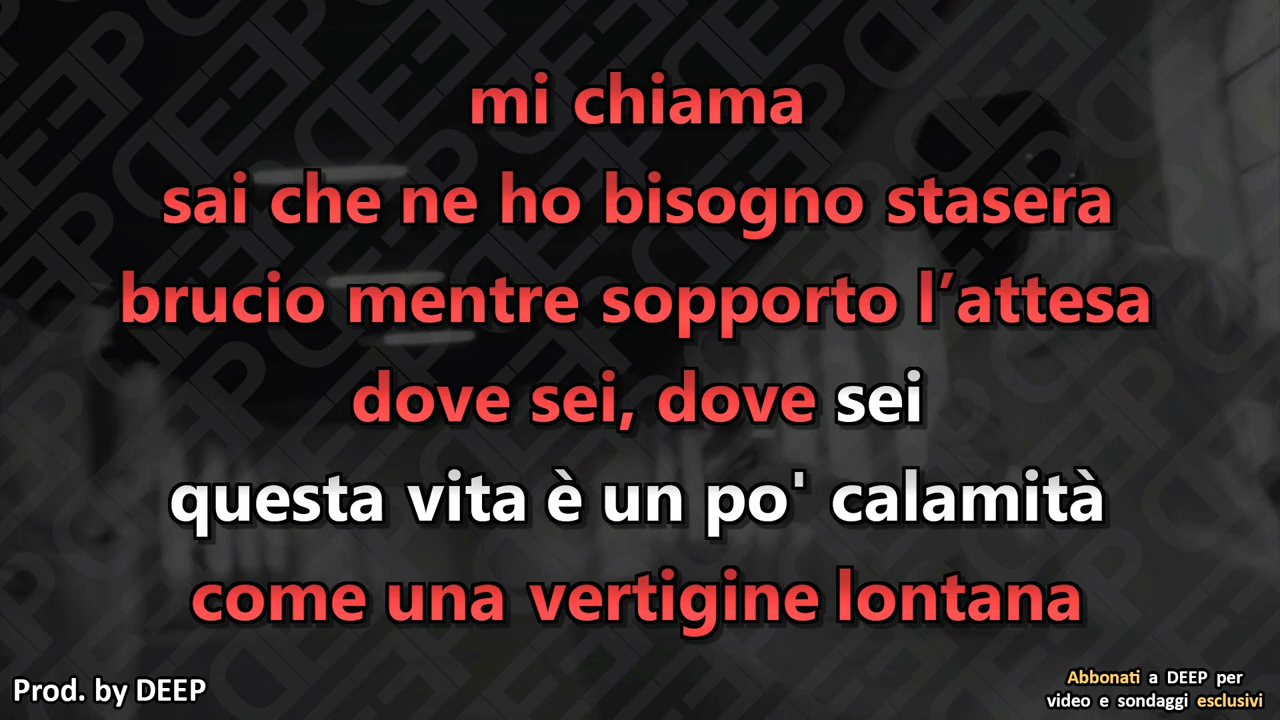 mi chiama
sai che ne ho bisogno stasera
brucio mentre sopporto l’attesa
dove sei, dove sei
questa vita è un po' calamità
come una vertigine lontana
Prod. by DEEP
Abbonati a DEEP per
video e sondaggi esclusivi